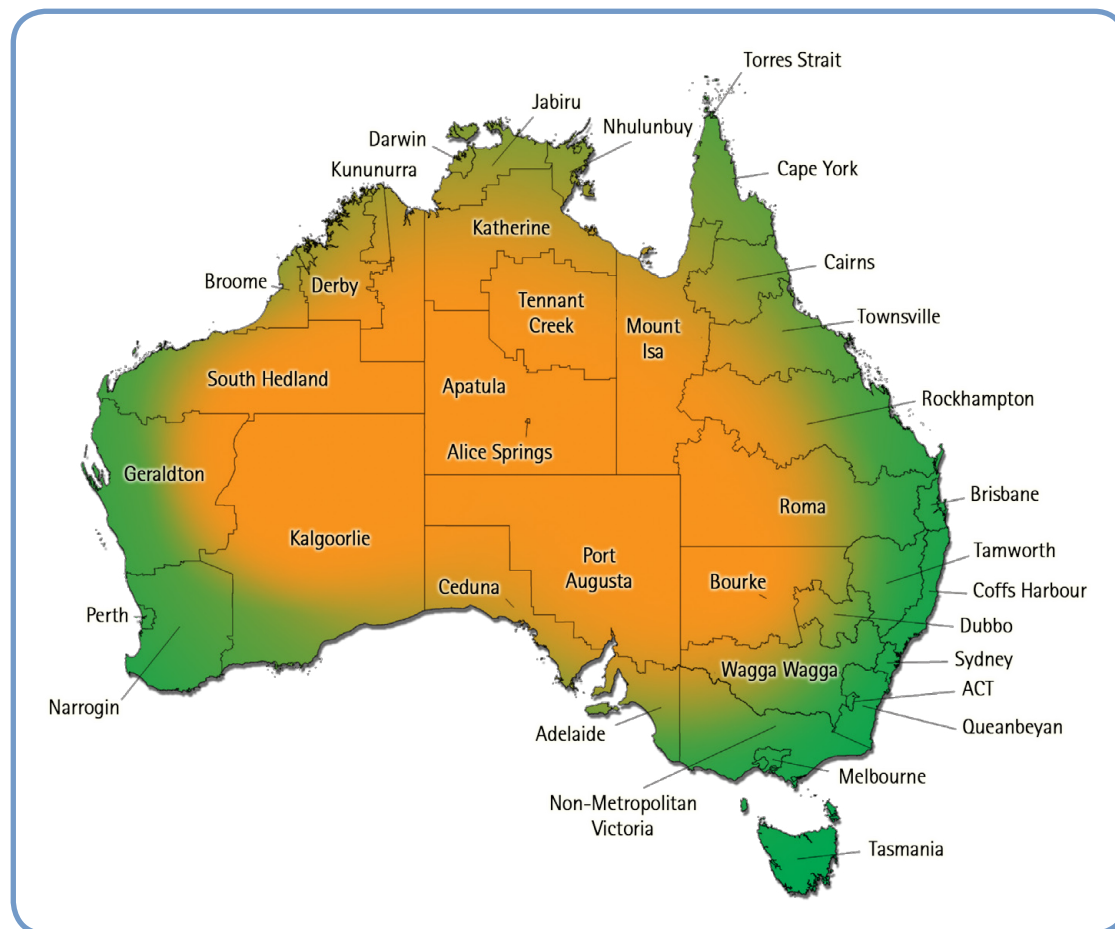 Torres Strait
Jabiru
Nhulunbuy
Darwin
Kununurra
Cape York
Katherine
Cairns
Broome
Derby
Tennant
Creek
Mount
Isa
Townsville
South Hedland
Apatula
Rockhampton
Alice Springs
Geraldton
Roma
Brisbane
Kalgoorlie
Port
Augusta
Bourke
Tamworth
Ceduna
Coffs Harbour
Perth
Dubbo
Wagga Wagga
Sydney
ACT
Narrogin
Queanbeyan
Adelaide
Melbourne
Non-Metropolitan
Victoria
Tasmania